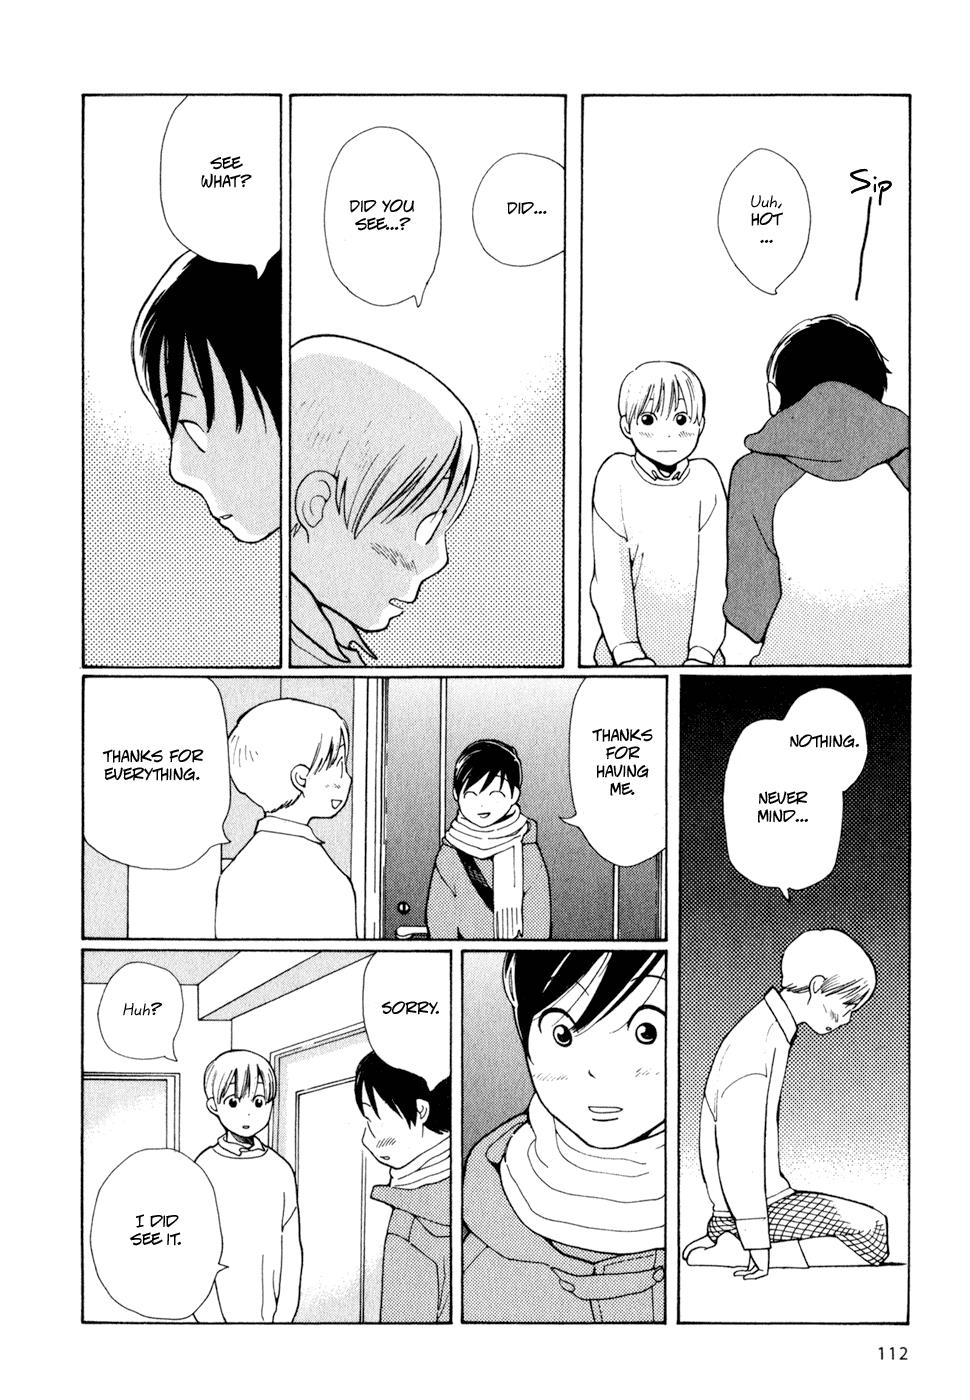 Sip
Uuh,
HOT
...
DID...
DID YOU
SEE...?
SEE
WHAT?
NOTHING.
NEVER
MIND...
THANKS
FOR
HAVING
ME.
THANKS FOR
EVERYTHING.
SORRY.
Huh?
I DID
SEE IT.
112